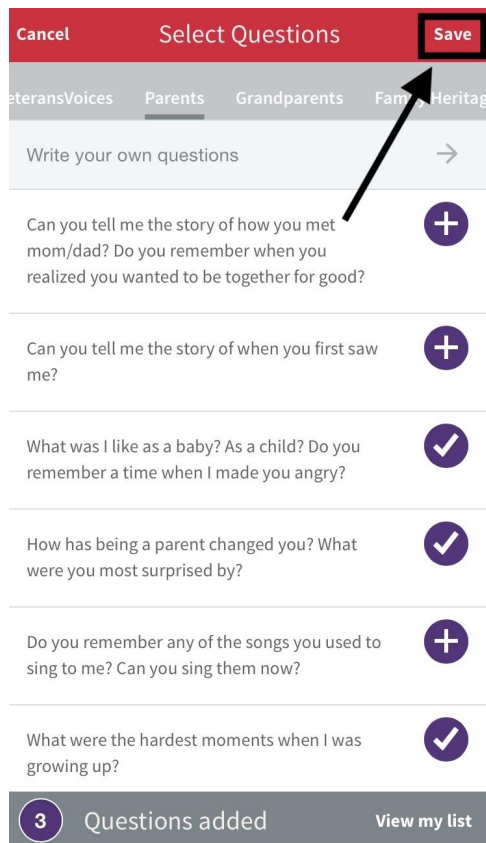 Cancel Select Questions Save
eteransVoices Parents Grandparents Fam Heritag
Write your own questions
Can you tell me the story of how you met
mom/dad? Do you remember when you
realized you wanted to be together for good?
Can you tell me the story of when you first saw
me?
What was I like as a baby? As a child? Do you
remember a time when I made you angry?
How has being a parent changed you? What
were you most surprised by?
Do you remember any of the songs you used to
sing to me? Can you sing them now?
What were the hardest moments when I was
growing up?
3 Questions added View my list